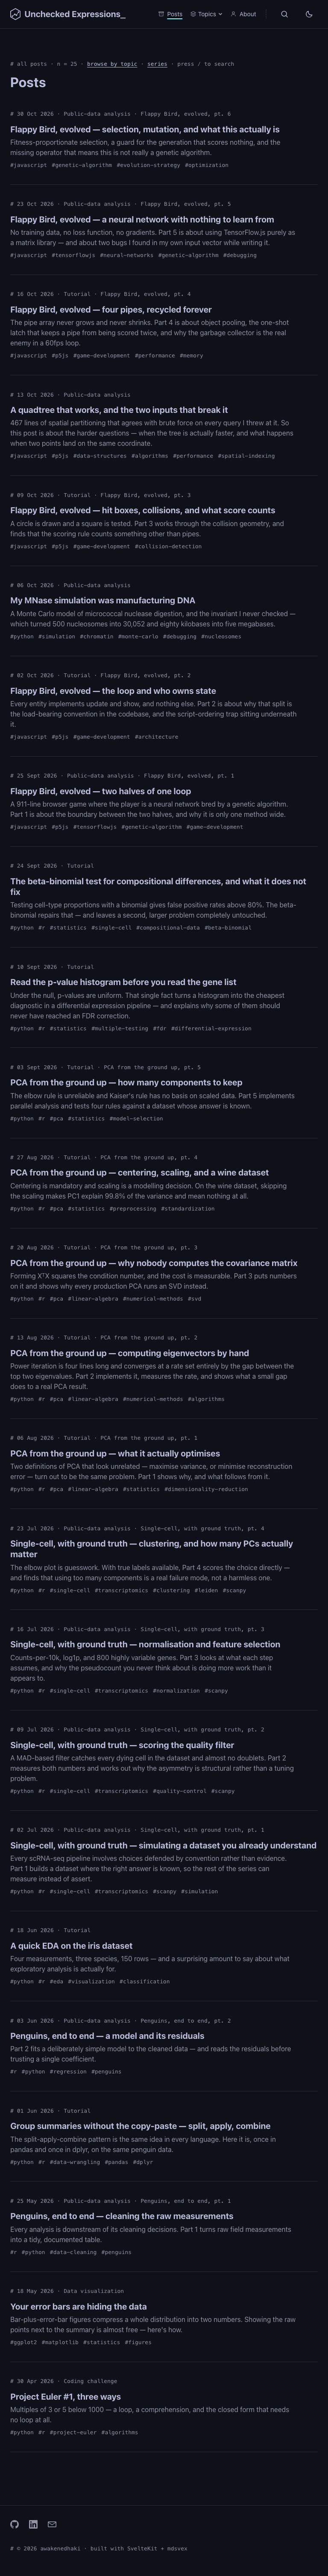 Unchecked Expressions_
Posts
Topics
About
# all posts · n = 25 · browse by topic · series · press / to search
Posts
# 30 Oct 2026 · Public-data analysis · Flappy Bird, evolved, pt. 6
Flappy Bird, evolved — selection, mutation, and what this actually is
Fitness-proportionate selection, a guard for the generation that scores nothing, and the
missing operator that means this is not really a genetic algorithm.
#javascript #genetic-algorithm #evolution-strategy #optimization
# 23 Oct 2026 · Public-data analysis · Flappy Bird, evolved, pt. 5
Flappy Bird, evolved — a neural network with nothing to learn from
No training data, no loss function, no gradients. Part 5 is about using TensorFlow.js purely as
a matrix library — and about two bugs I found in my own input vector while writing it.
#javascript #tensorflowjs #neural-networks #genetic-algorithm #debugging
# 16 Oct 2026 · Tutorial · Flappy Bird, evolved, pt. 4
Flappy Bird, evolved — four pipes, recycled forever
The pipe array never grows and never shrinks. Part 4 is about object pooling, the one-shot
latch that keeps a pipe from being scored twice, and why the garbage collector is the real
enemy in a 60fps loop.
#javascript #p5js #game-development #performance #memory
# 13 Oct 2026 · Public-data analysis
A quadtree that works, and the two inputs that break it
467 lines of spatial partitioning that agrees with brute force on every query I threw at it. So
this post is about the harder questions — when the tree is actually faster, and what happens
when two points land on the same coordinate.
#javascript #p5js #data-structures #algorithms #performance #spatial-indexing
# 09 Oct 2026 · Tutorial · Flappy Bird, evolved, pt. 3
Flappy Bird, evolved — hit boxes, collisions, and what score counts
A circle is drawn and a square is tested. Part 3 works through the collision geometry, and
finds that the scoring rule counts something other than pipes.
#javascript #p5js #game-development #collision-detection
# 06 Oct 2026 · Public-data analysis
My MNase simulation was manufacturing DNA
A Monte Carlo model of micrococcal nuclease digestion, and the invariant I never checked —
which turned 500 nucleosomes into 30,052 and eighty kilobases into five megabases.
#python #simulation #chromatin #monte-carlo #debugging #nucleosomes
# 02 Oct 2026 · Tutorial · Flappy Bird, evolved, pt. 2
Flappy Bird, evolved — the loop and who owns state
Every entity implements update and show, and nothing else. Part 2 is about why that split is
the load-bearing convention in the codebase, and the script-ordering trap sitting underneath
it.
#javascript #p5js #game-development #architecture
# 25 Sept 2026 · Public-data analysis · Flappy Bird, evolved, pt. 1
Flappy Bird, evolved — two halves of one loop
A 911-line browser game where the player is a neural network bred by a genetic algorithm.
Part 1 is about the boundary between the two halves, and why it is only one method wide.
#javascript #p5js #tensorflowjs #genetic-algorithm #game-development
# 24 Sept 2026 · Tutorial
The beta-binomial test for compositional differences, and what it does not
fix
Testing cell-type proportions with a binomial gives false positive rates above 80%. The beta-
binomial repairs that — and leaves a second, larger problem completely untouched.
#python #r #statistics #single-cell #compositional-data #beta-binomial
# 10 Sept 2026 · Tutorial
Read the p-value histogram before you read the gene list
Under the null, p-values are uniform. That single fact turns a histogram into the cheapest
diagnostic in a differential expression pipeline — and explains why some of them should
never have reached an FDR correction.
#python #r #statistics #multiple-testing #fdr #differential-expression
# 03 Sept 2026 · Tutorial · PCA from the ground up, pt. 5
PCA from the ground up — how many components to keep
The elbow rule is unreliable and Kaiser's rule has no basis on scaled data. Part 5 implements
parallel analysis and tests four rules against a dataset whose answer is known.
#python #r #pca #statistics #model-selection
# 27 Aug 2026 · Tutorial · PCA from the ground up, pt. 4
PCA from the ground up — centering, scaling, and a wine dataset
Centering is mandatory and scaling is a modelling decision. On the wine dataset, skipping
the scaling makes PC1 explain 99.8% of the variance and mean nothing at all.
#python #r #pca #statistics #preprocessing #standardization
# 20 Aug 2026 · Tutorial · PCA from the ground up, pt. 3
PCA from the ground up — why nobody computes the covariance matrix
Forming XᵀX squares the condition number, and the cost is measurable. Part 3 puts numbers
on it and shows why every production PCA runs an SVD instead.
#python #r #pca #linear-algebra #numerical-methods #svd
# 13 Aug 2026 · Tutorial · PCA from the ground up, pt. 2
PCA from the ground up — computing eigenvectors by hand
Power iteration is four lines long and converges at a rate set entirely by the gap between the
top two eigenvalues. Part 2 implements it, measures the rate, and shows what a small gap
does to a real PCA result.
#python #r #pca #linear-algebra #numerical-methods #algorithms
# 06 Aug 2026 · Tutorial · PCA from the ground up, pt. 1
PCA from the ground up — what it actually optimises
Two definitions of PCA that look unrelated — maximise variance, or minimise reconstruction
error — turn out to be the same problem. Part 1 shows why, and what follows from it.
#python #r #pca #linear-algebra #statistics #dimensionality-reduction
# 23 Jul 2026 · Public-data analysis · Single-cell, with ground truth, pt. 4
Single-cell, with ground truth — clustering, and how many PCs actually
matter
The elbow plot is guesswork. With true labels available, Part 4 scores the choice directly —
and finds that using too many components is a real failure mode, not a harmless one.
#python #r #single-cell #transcriptomics #clustering #leiden #scanpy
# 16 Jul 2026 · Public-data analysis · Single-cell, with ground truth, pt. 3
Single-cell, with ground truth — normalisation and feature selection
Counts-per-10k, log1p, and 800 highly variable genes. Part 3 looks at what each step
assumes, and why the pseudocount you never think about is doing more work than it
appears to.
#python #r #single-cell #transcriptomics #normalization #scanpy
# 09 Jul 2026 · Public-data analysis · Single-cell, with ground truth, pt. 2
Single-cell, with ground truth — scoring the quality filter
A MAD-based filter catches every dying cell in the dataset and almost no doublets. Part 2
measures both numbers and works out why the asymmetry is structural rather than a tuning
problem.
#python #r #single-cell #transcriptomics #quality-control #scanpy
# 02 Jul 2026 · Public-data analysis · Single-cell, with ground truth, pt. 1
Single-cell, with ground truth — simulating a dataset you already understand
Every scRNA-seq pipeline involves choices defended by convention rather than evidence.
Part 1 builds a dataset where the right answer is known, so the rest of the series can
measure instead of assert.
#python #r #single-cell #transcriptomics #scanpy #simulation
# 18 Jun 2026 · Tutorial
A quick EDA on the iris dataset
Four measurements, three species, 150 rows — and a surprising amount to say about what
exploratory analysis is actually for.
#python #r #eda #visualization #classification
# 03 Jun 2026 · Public-data analysis · Penguins, end to end, pt. 2
Penguins, end to end — a model and its residuals
Part 2 fits a deliberately simple model to the cleaned data — and reads the residuals before
trusting a single coefficient.
#r #python #regression #penguins
# 01 Jun 2026 · Tutorial
Group summaries without the copy-paste — split, apply, combine
The split-apply-combine pattern is the same idea in every language. Here it is, once in
pandas and once in dplyr, on the same penguin data.
#python #r #data-wrangling #pandas #dplyr
# 25 May 2026 · Public-data analysis · Penguins, end to end, pt. 1
Penguins, end to end — cleaning the raw measurements
Every analysis is downstream of its cleaning decisions. Part 1 turns raw field measurements
into a tidy, documented table.
#r #python #data-cleaning #penguins
# 18 May 2026 · Data visualization
Your error bars are hiding the data
Bar-plus-error-bar figures compress a whole distribution into two numbers. Showing the raw
points next to the summary is almost free — here's how.
#ggplot2 #matplotlib #statistics #figures
# 30 Apr 2026 · Coding challenge
Project Euler #1, three ways
Multiples of 3 or 5 below 1000 — a loop, a comprehension, and the closed form that needs
no loop at all.
#python #r #project-euler #algorithms
# © 2026 awakenedhaki · built with SvelteKit + mdsvex